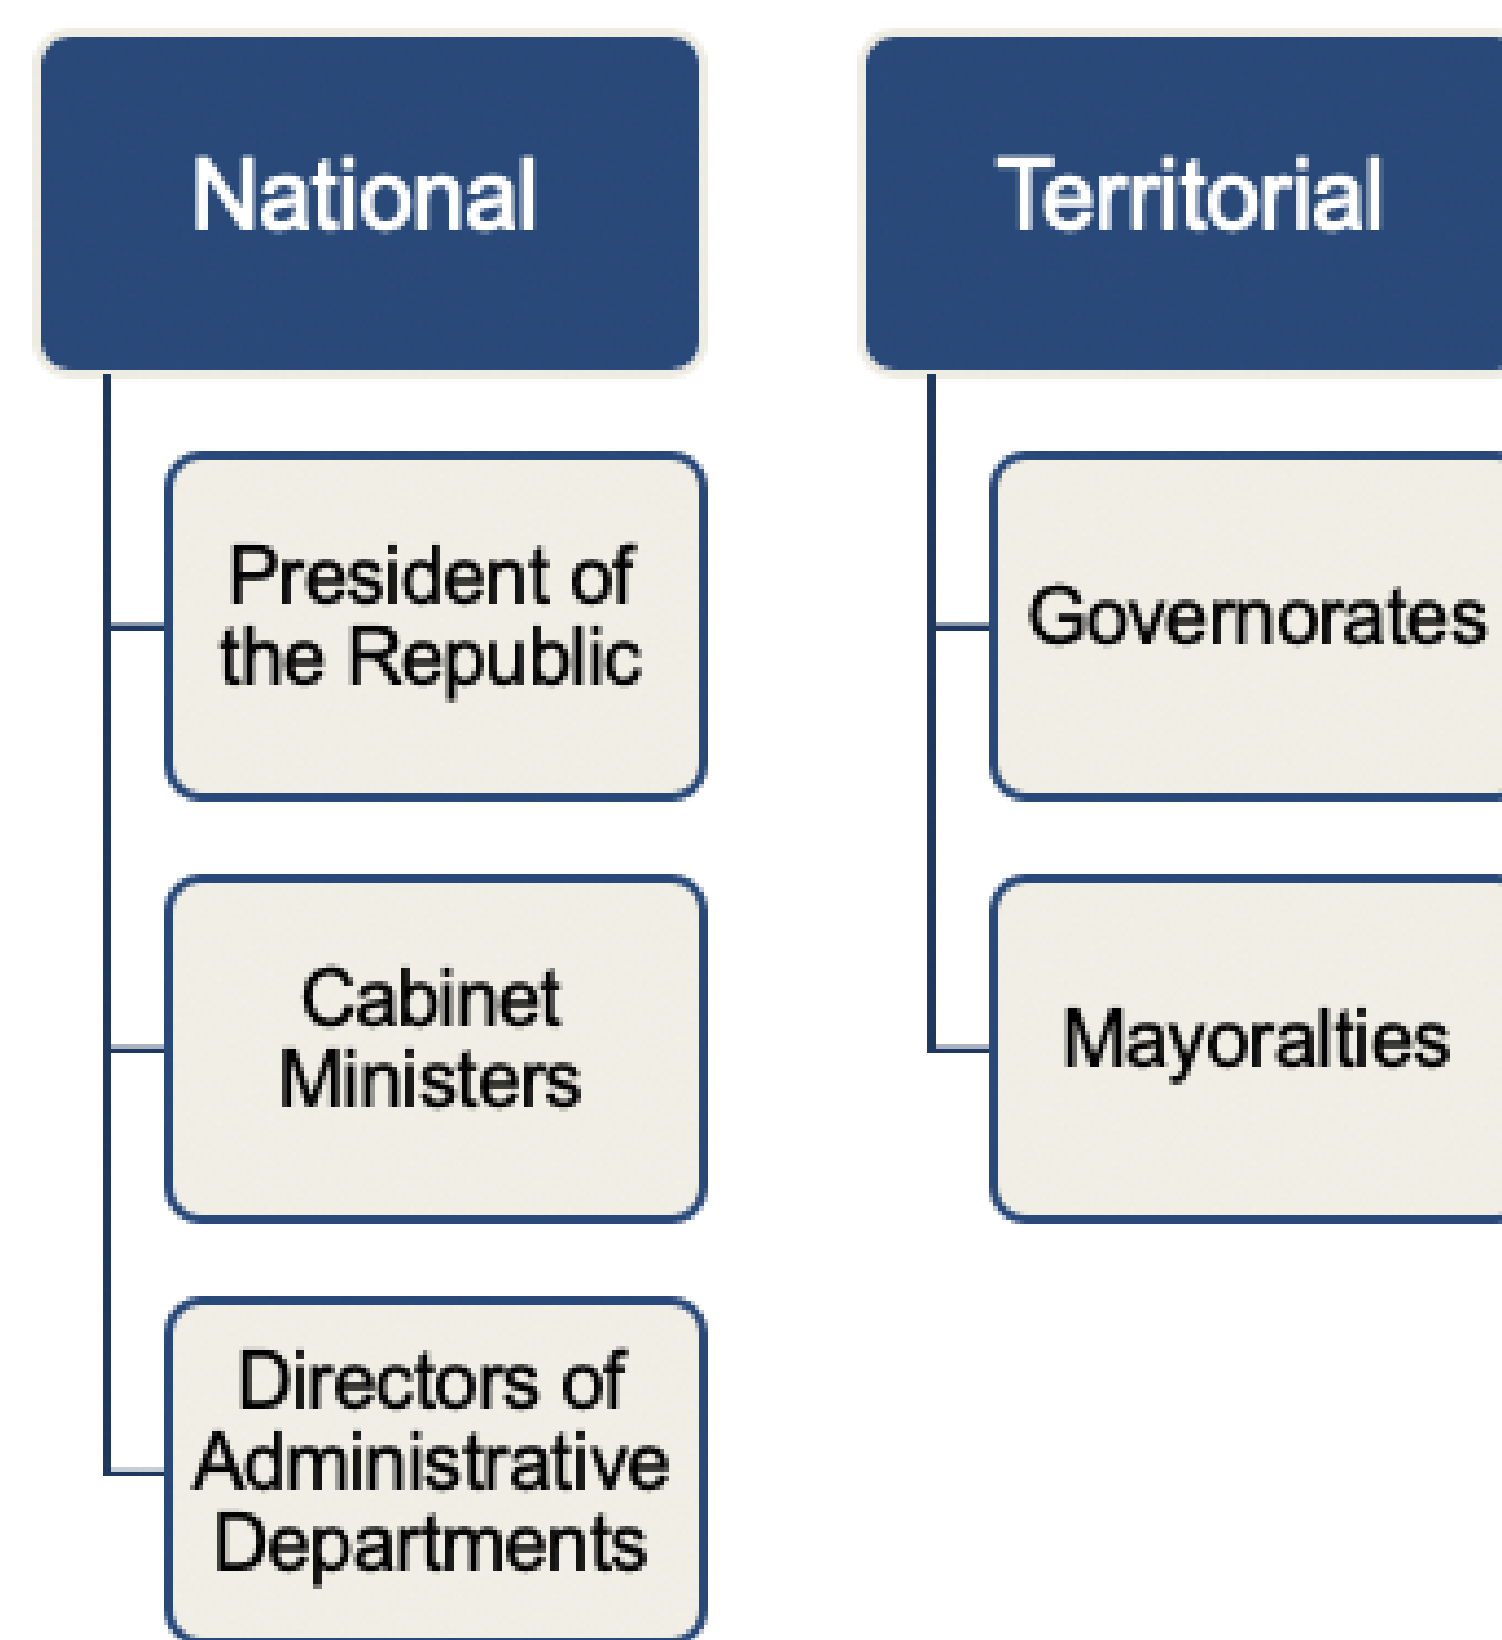 National
President of
the Republic
Cabinet
Ministers
Directors of
Administrative
Departments
Territorial
Governorates
Mayoralties